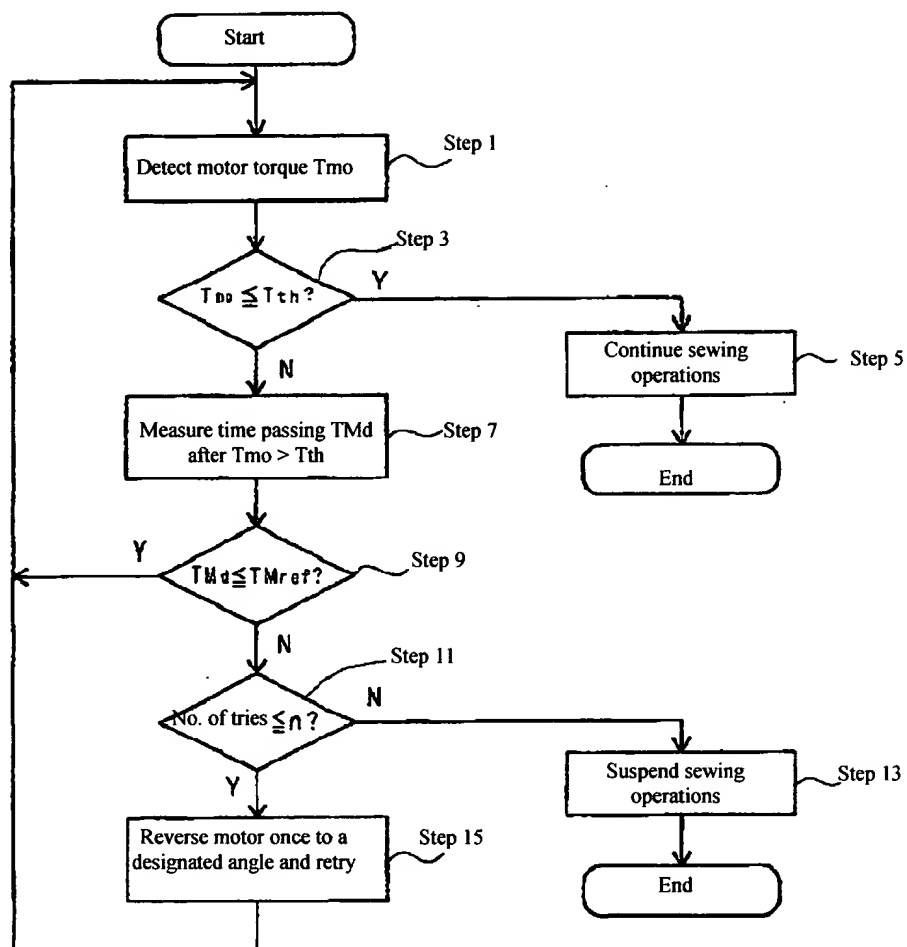 Start
Detect motor torque Tmo
Step 1
Step 3
Tmo ≦ Tth?
Y
N
Continue sewing
operations
Step 5
Measure time passing TMd
after Tmo > Tth
Step 7
End
Y
TMd≦TMref?
Step 9
N
Step 11
No. of tries ≦n?
N
Y
Suspend sewing
operations
Step 13
Reverse motor once to a
designated angle and retry
Step 15
End